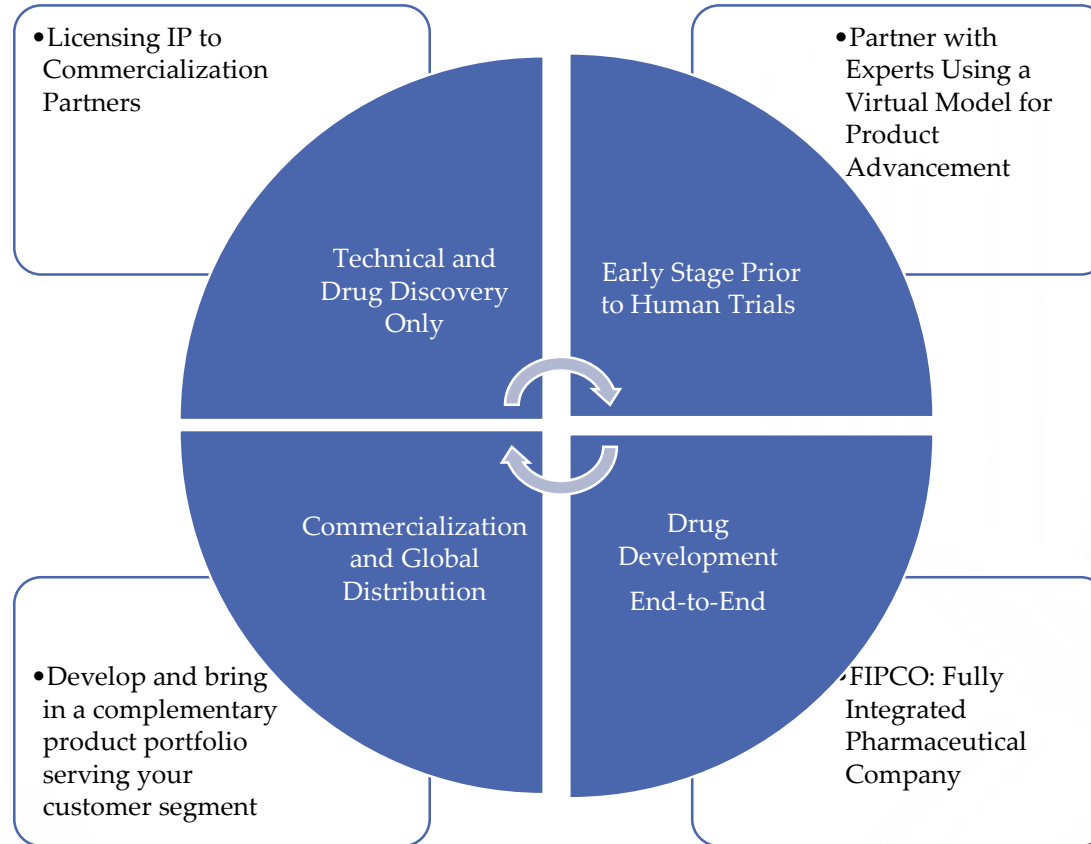 •Licensing IP to
Commercialization
Partners
•Partner with
Experts Using a
Virtual Model for
Product
Advancement
Technical and
Drug Discovery
Only
Early Stage Prior
to Human Trials
Commercialization
and Global
Distribution
Drug
Development
End-to-End
•Develop and bring
in a complementary
product portfolio
serving your
customer segment
•FIPCO: Fully
Integrated
Pharmaceutical
Company